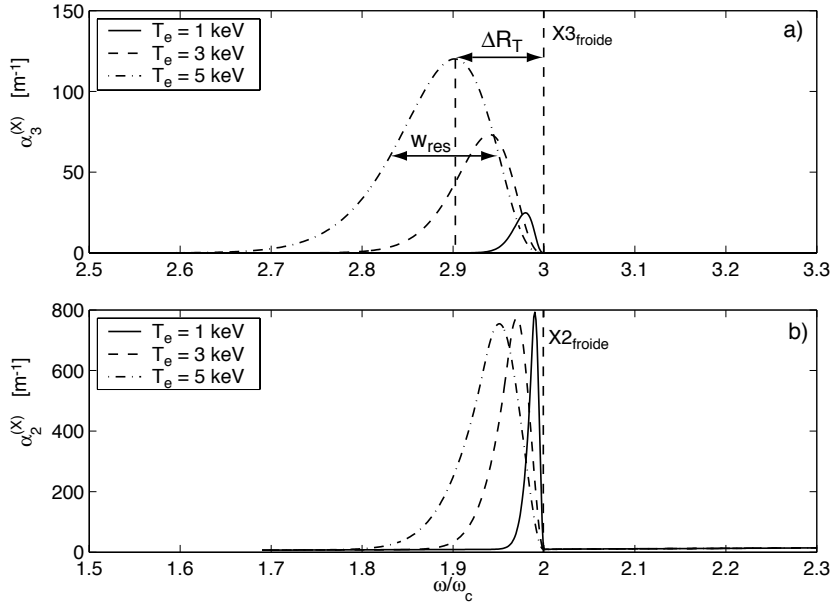 a)
ΔR_T
X3_froide
T_e = 1 keV
T_e = 3 keV
T_e = 5 keV
w_res
α_3^(X) [m^-1]
150
100
50
0
2.5 2.6 2.7 2.8 2.9 3 3.1 3.2 3.3
b)
X2_froide
T_e = 1 keV
T_e = 3 keV
T_e = 5 keV
α_2^(X) [m^-1]
800
600
400
200
0
1.5 1.6 1.7 1.8 1.9 2 2.1 2.2 2.3
ω/ω_c